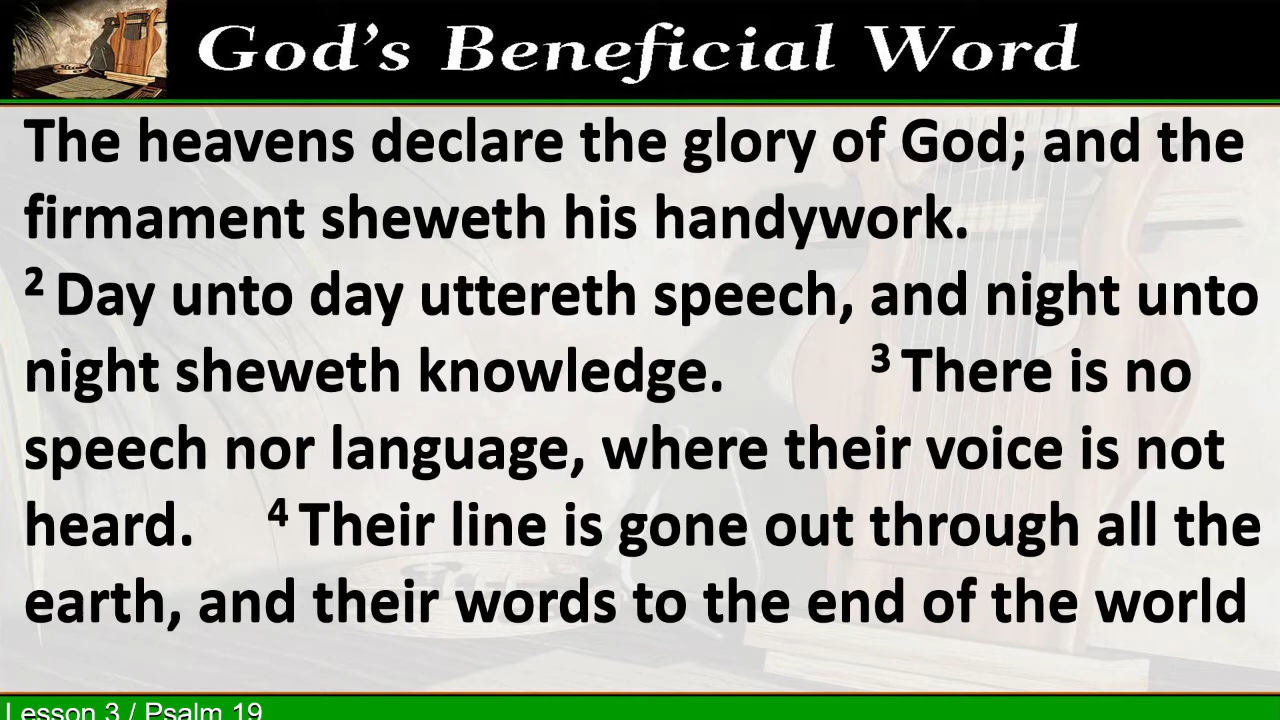 God's Beneficial Word
The heavens declare the glory of God; and the
firmament sheweth his handywork.
2 Day unto day uttereth speech, and night unto
night sheweth knowledge. 3 There is no
speech nor language, where their voice is not
heard. 4 Their line is gone out through all the
earth, and their words to the end of the world
Lesson 3 / Psalm 19